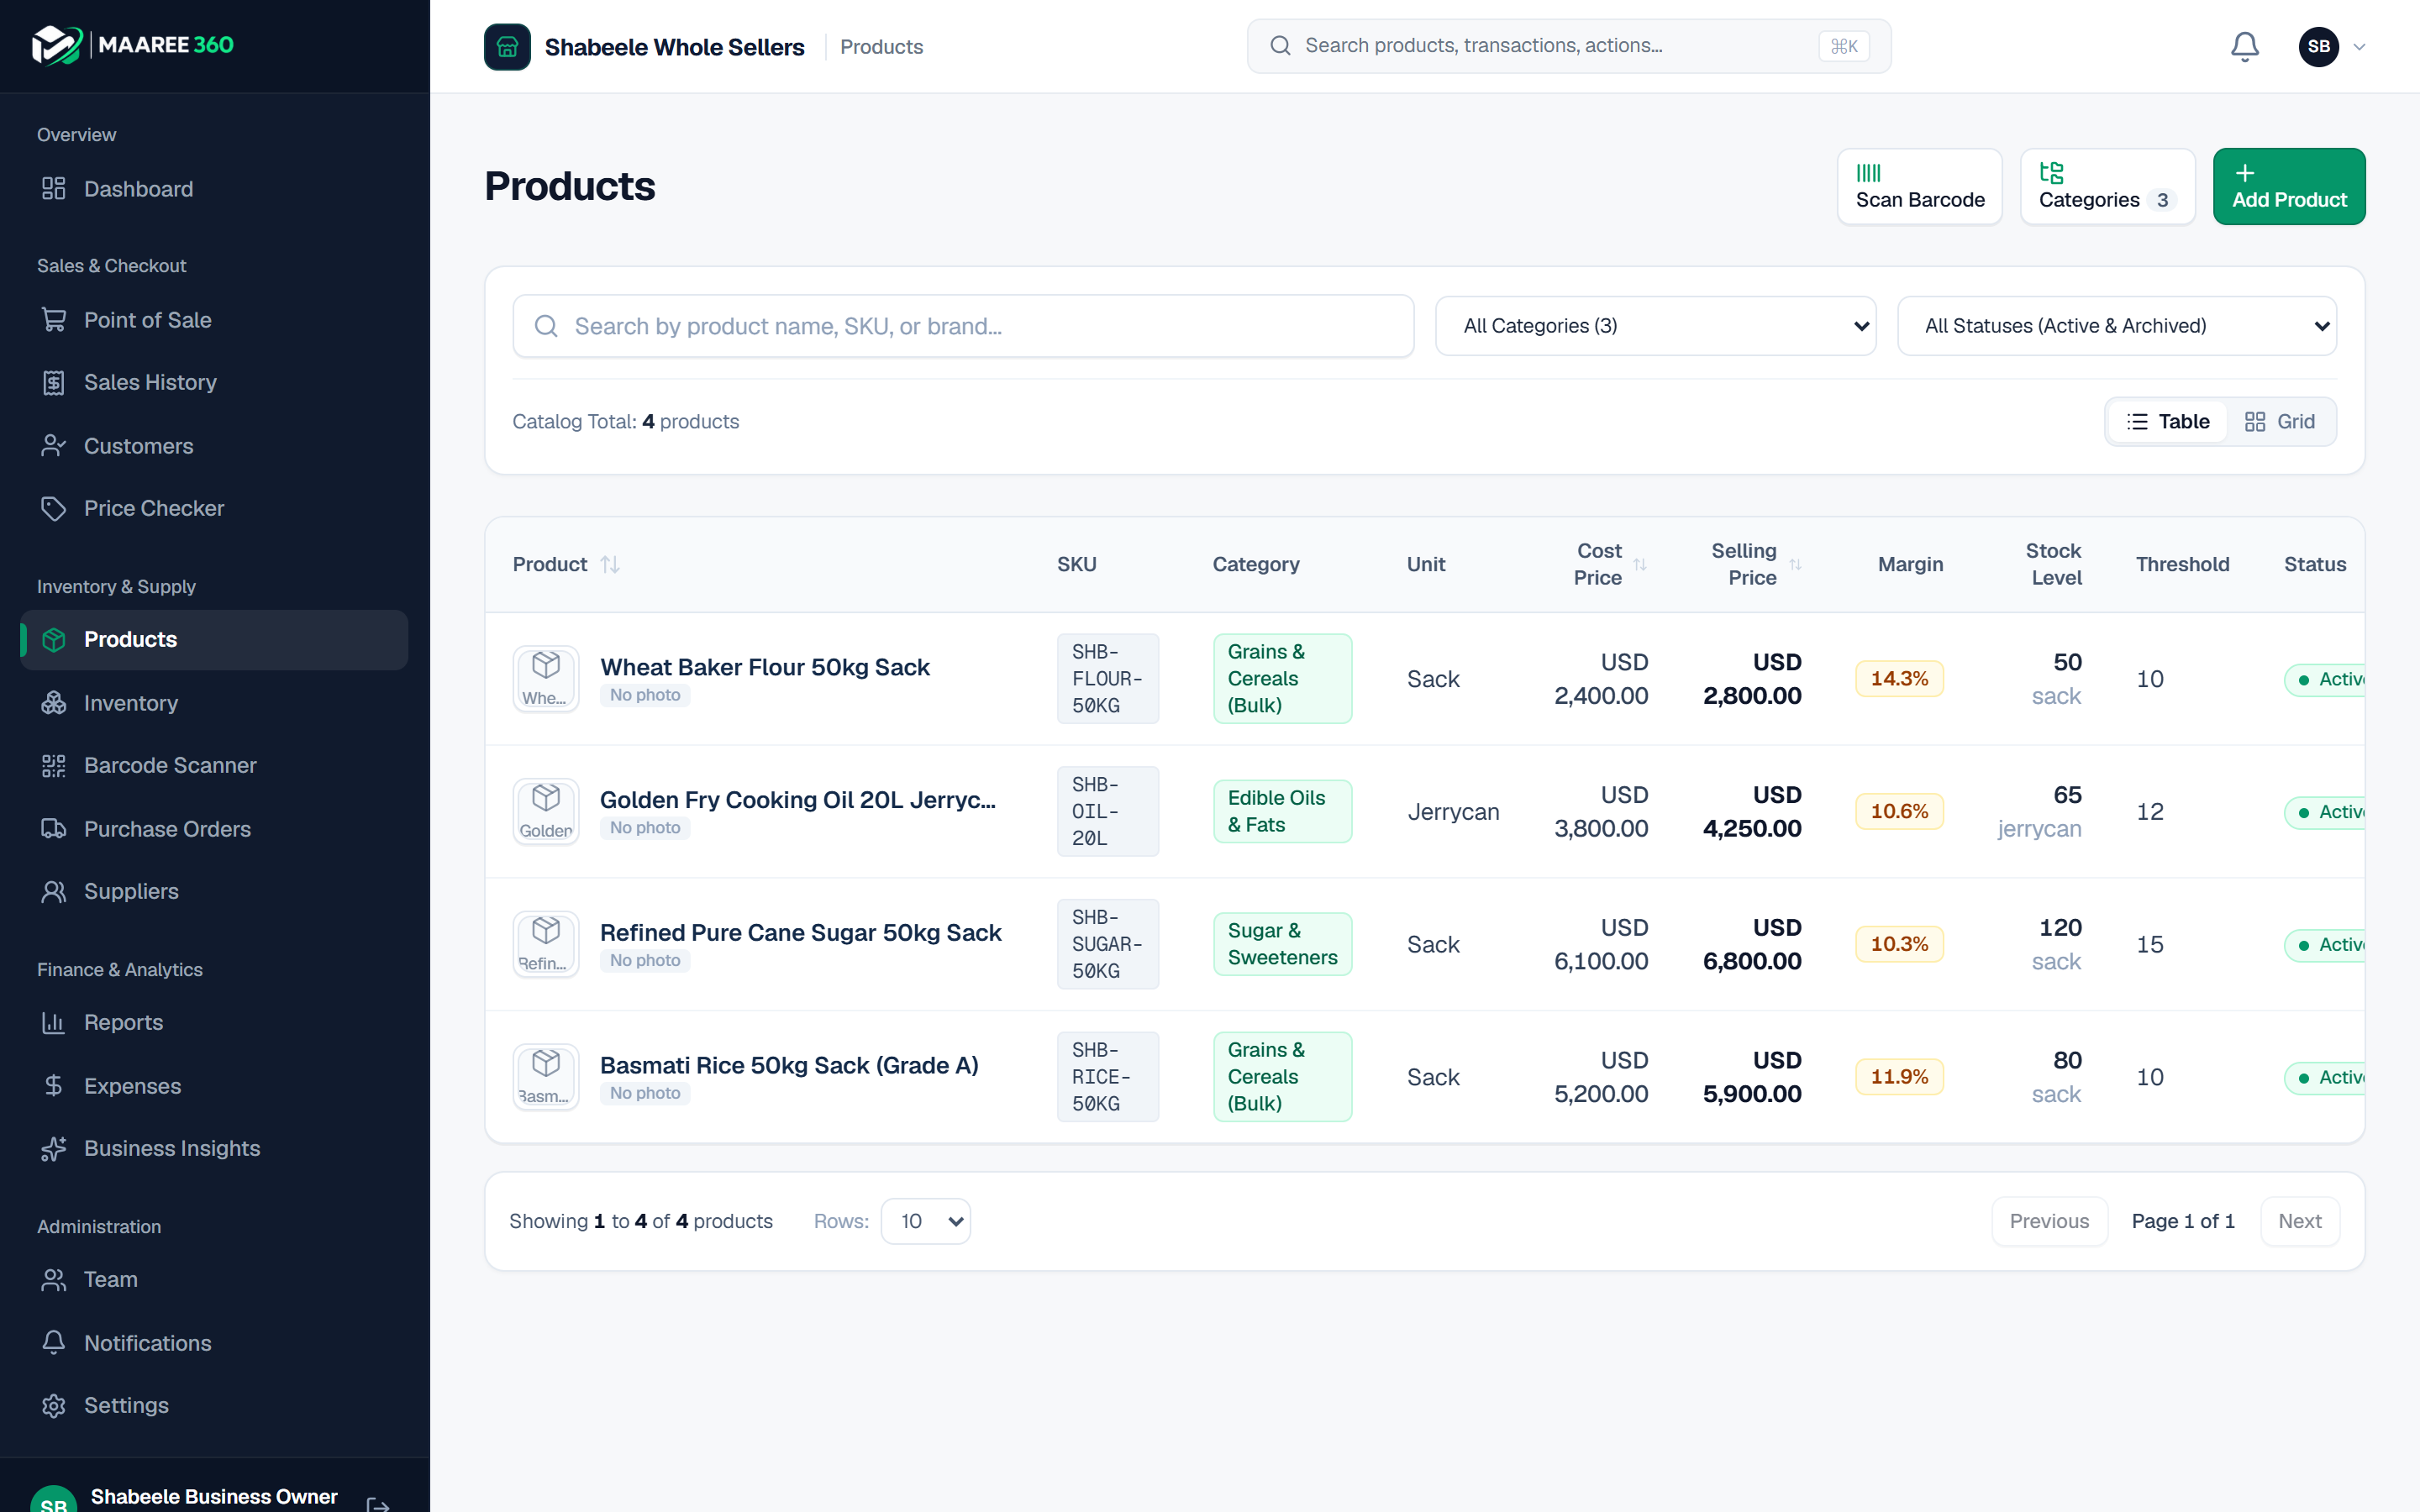 MAAREE 360
Shabeele Whole Sellers
Products
Search products, transactions, actions...
⌘K
SB
Overview
Dashboard
Sales & Checkout
Point of Sale
Sales History
Customers
Price Checker
Inventory & Supply
Products
Inventory
Barcode Scanner
Purchase Orders
Suppliers
Finance & Analytics
Reports
Expenses
Business Insights
Administration
Team
Notifications
Settings
SB
Shabeele Business Owner
Products
Scan Barcode
Categories 3
Add Product
Search by product name, SKU, or brand...
All Categories (3)
All Statuses (Active & Archived)
Catalog Total: 4 products
Table
Grid
Product
SKU
Category
Unit
Cost
Price
Selling
Price
Margin
Stock
Level
Threshold
Status
Whe...
Wheat Baker Flour 50kg Sack
No photo
SHB-
FLOUR-
50KG
Grains &
Cereals
(Bulk)
Sack
USD
2,400.00
USD
2,800.00
14.3%
50
sack
10
Activ
Golden
Golden Fry Cooking Oil 20L Jerryc...
No photo
SHB-
OIL-
20L
Edible Oils
& Fats
Jerrycan
USD
3,800.00
USD
4,250.00
10.6%
65
jerrycan
12
Activ
Refin...
Refined Pure Cane Sugar 50kg Sack
No photo
SHB-
SUGAR-
50KG
Sugar &
Sweeteners
Sack
USD
6,100.00
USD
6,800.00
10.3%
120
sack
15
Activ
Basm...
Basmati Rice 50kg Sack (Grade A)
No photo
SHB-
RICE-
50KG
Grains &
Cereals
(Bulk)
Sack
USD
5,200.00
USD
5,900.00
11.9%
80
sack
10
Activ
Showing 1 to 4 of 4 products
Rows:
10
Previous
Page 1 of 1
Next